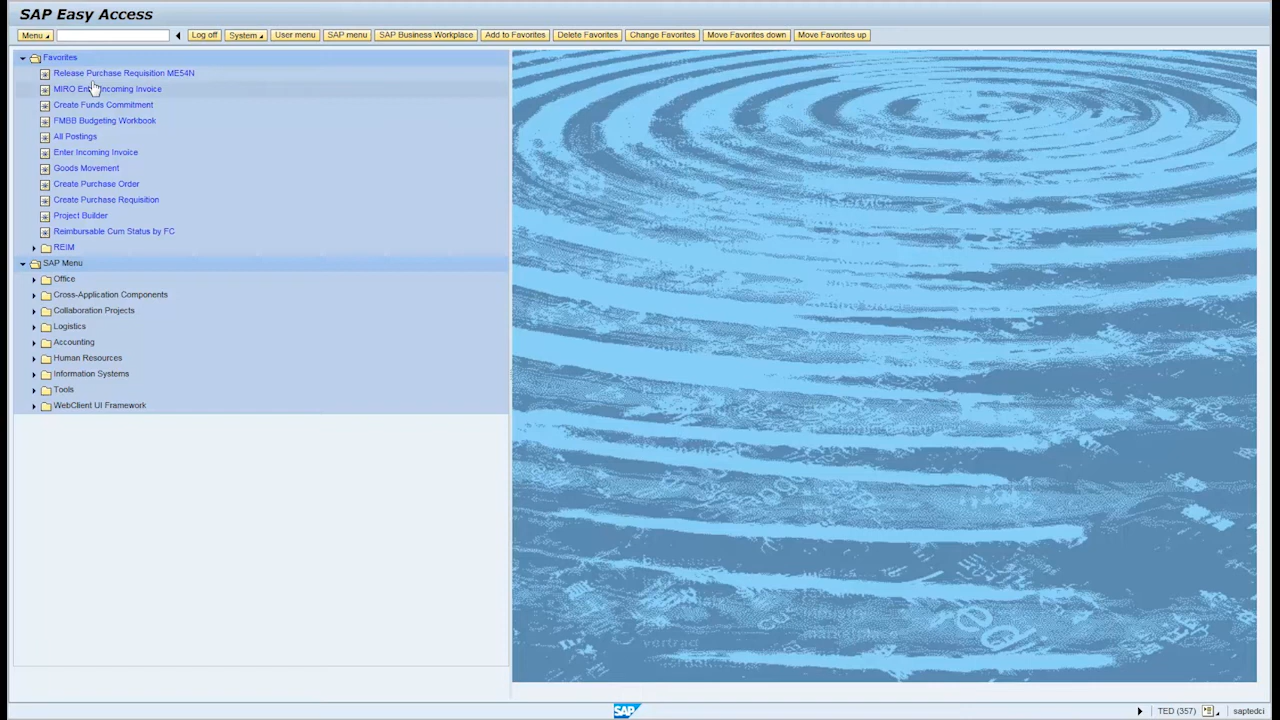 SAP Easy Access
Menu Log off System User menu SAP menu SAP Business Workplace Add to Favorites Delete Favorites Change Favorites Move Favorites down Move Favorites up
Favorites
Release Purchase Requisition ME54N
MIRO Incoming Invoice
Create Funds Commitment
FMBB Budgeting Workbook
All Postings
Enter Incoming Invoice
Goods Movement
Create Purchase Order
Create Purchase Requisition
Project Builder
Reimbursable Cum Status by FC
REIM
SAP Menu
Office
Cross-Application Components
Collaboration Projects
Logistics
Accounting
Human Resources
Information Systems
Tools
WebClient UI Framework
SAP
TED (357) saptedci